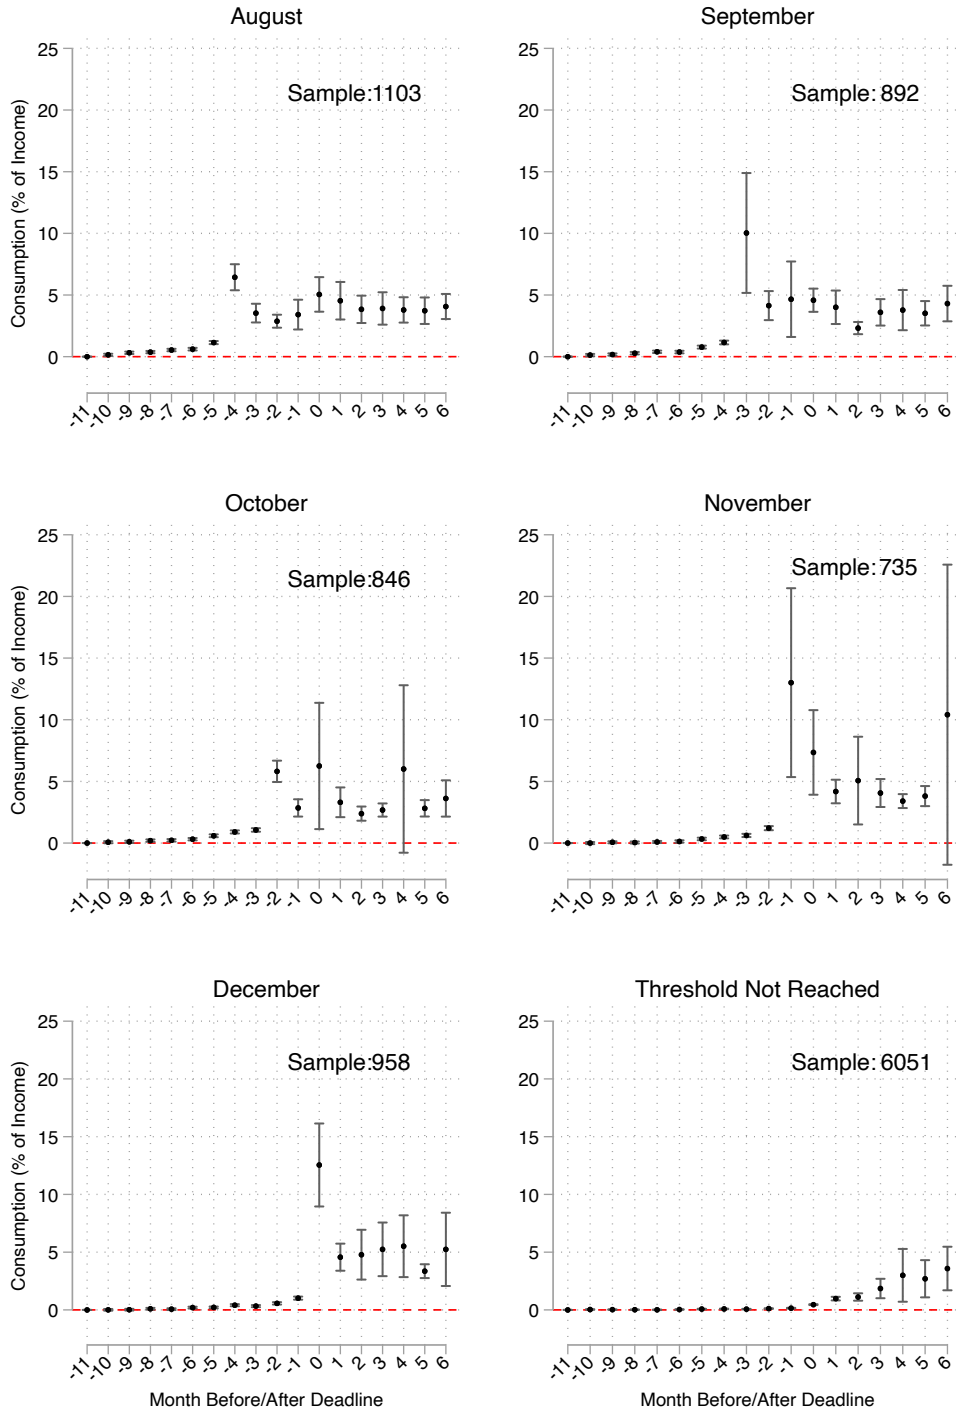 August
25
20
15
10
5
0
Consumption (% of Income)
Sample:1103
-11 -10 -9 -8 -7 -6 -5 -4 -3 -2 -1 0 1 2 3 4 5 6
September
25
20
15
10
5
0
Sample: 892
-11 -10 -9 -8 -7 -6 -5 -4 -3 -2 -1 0 1 2 3 4 5 6
October
25
20
15
10
5
0
Consumption (% of Income)
Sample:846
-11 -10 -9 -8 -7 -6 -5 -4 -3 -2 -1 0 1 2 3 4 5 6
November
25
20
15
10
5
0
Sample: 735
-11 -10 -9 -8 -7 -6 -5 -4 -3 -2 -1 0 1 2 3 4 5 6
December
25
20
15
10
5
0
Consumption (% of Income)
Sample:958
-11 -10 -9 -8 -7 -6 -5 -4 -3 -2 -1 0 1 2 3 4 5 6
Month Before/After Deadline
Threshold Not Reached
25
20
15
10
5
0
Sample: 6051
-11 -10 -9 -8 -7 -6 -5 -4 -3 -2 -1 0 1 2 3 4 5 6
Month Before/After Deadline